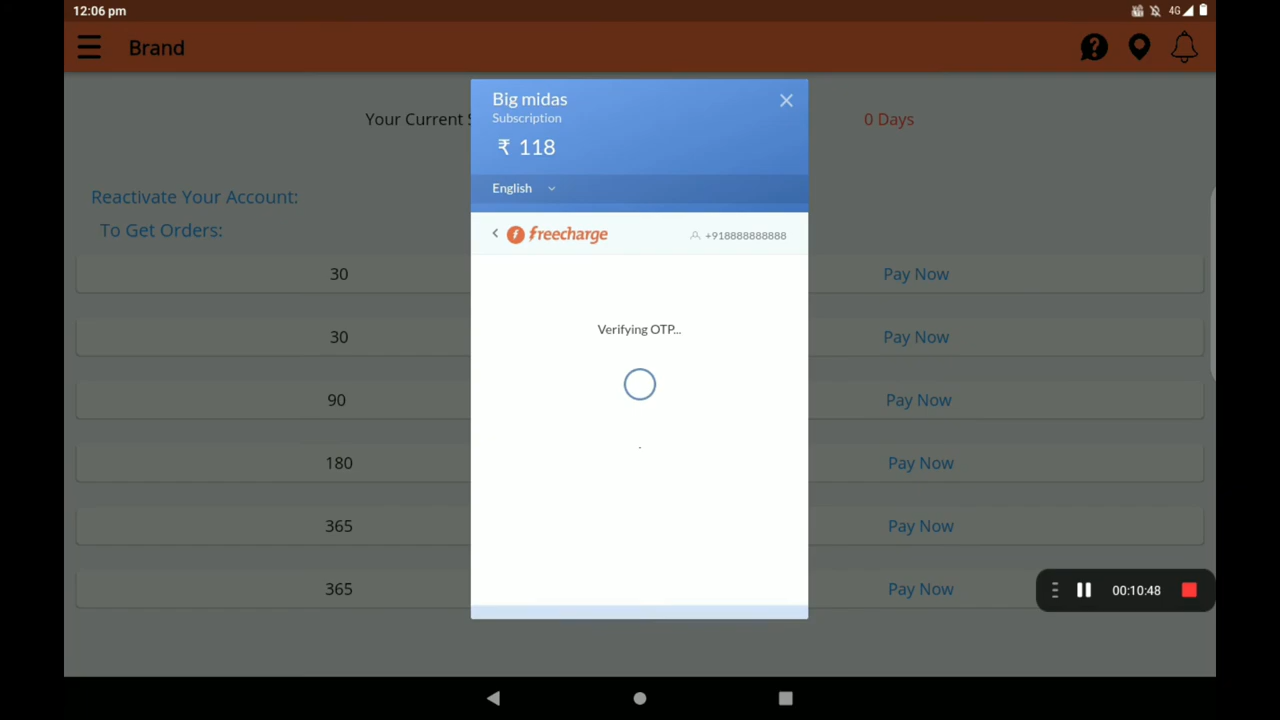 12:06 pm
4G
Brand
Big midas
Subscription
₹ 118
English
Your Current
0 Days
Reactivate Your Account:
To Get Orders:
freecharge
+918888888888
Verifying OTP...
30
Pay Now
30
Pay Now
90
Pay Now
180
Pay Now
365
Pay Now
365
Pay Now
00:10:48